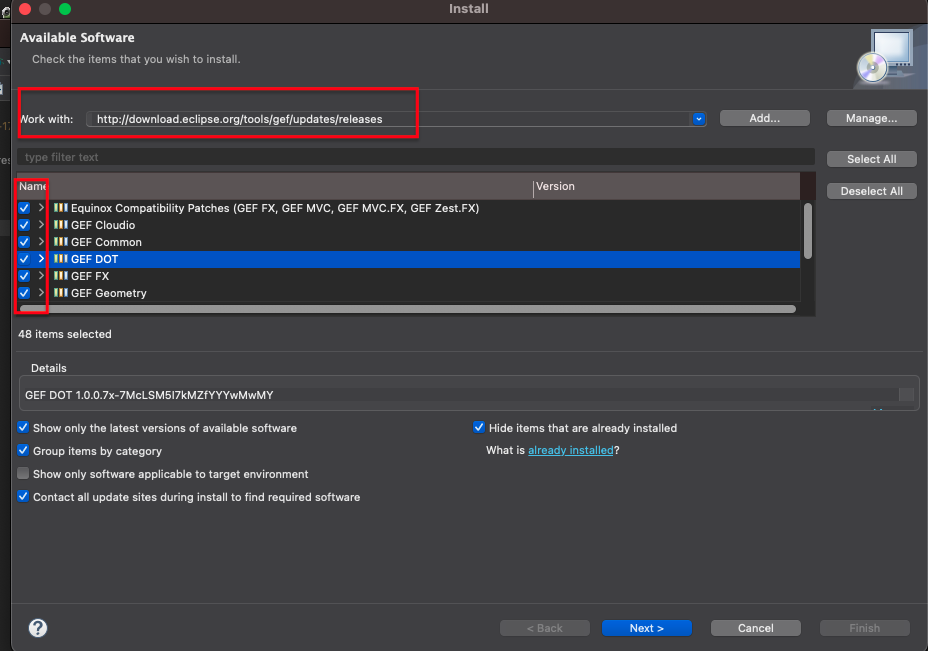 Install
Available Software
Check the items that you wish to install.
Work with: http://download.eclipse.org/tools/gef/updates/releases Add... Manage...
type filter text Select All
Name Version Deselect All
Equinox Compatibility Patches (GEF FX, GEF MVC, GEF MVC.FX, GEF Zest.FX)
GEF Cloudio
GEF Common
GEF DOT
GEF FX
GEF Geometry
48 items selected
Details
GEF DOT 1.0.0.7x-7McLSM5I7kMZfYYYwMwMY
Show only the latest versions of available software Hide items that are already installed
Group items by category What is already installed?
Show only software applicable to target environment
Contact all update sites during install to find required software
? < Back Next > Cancel Finish